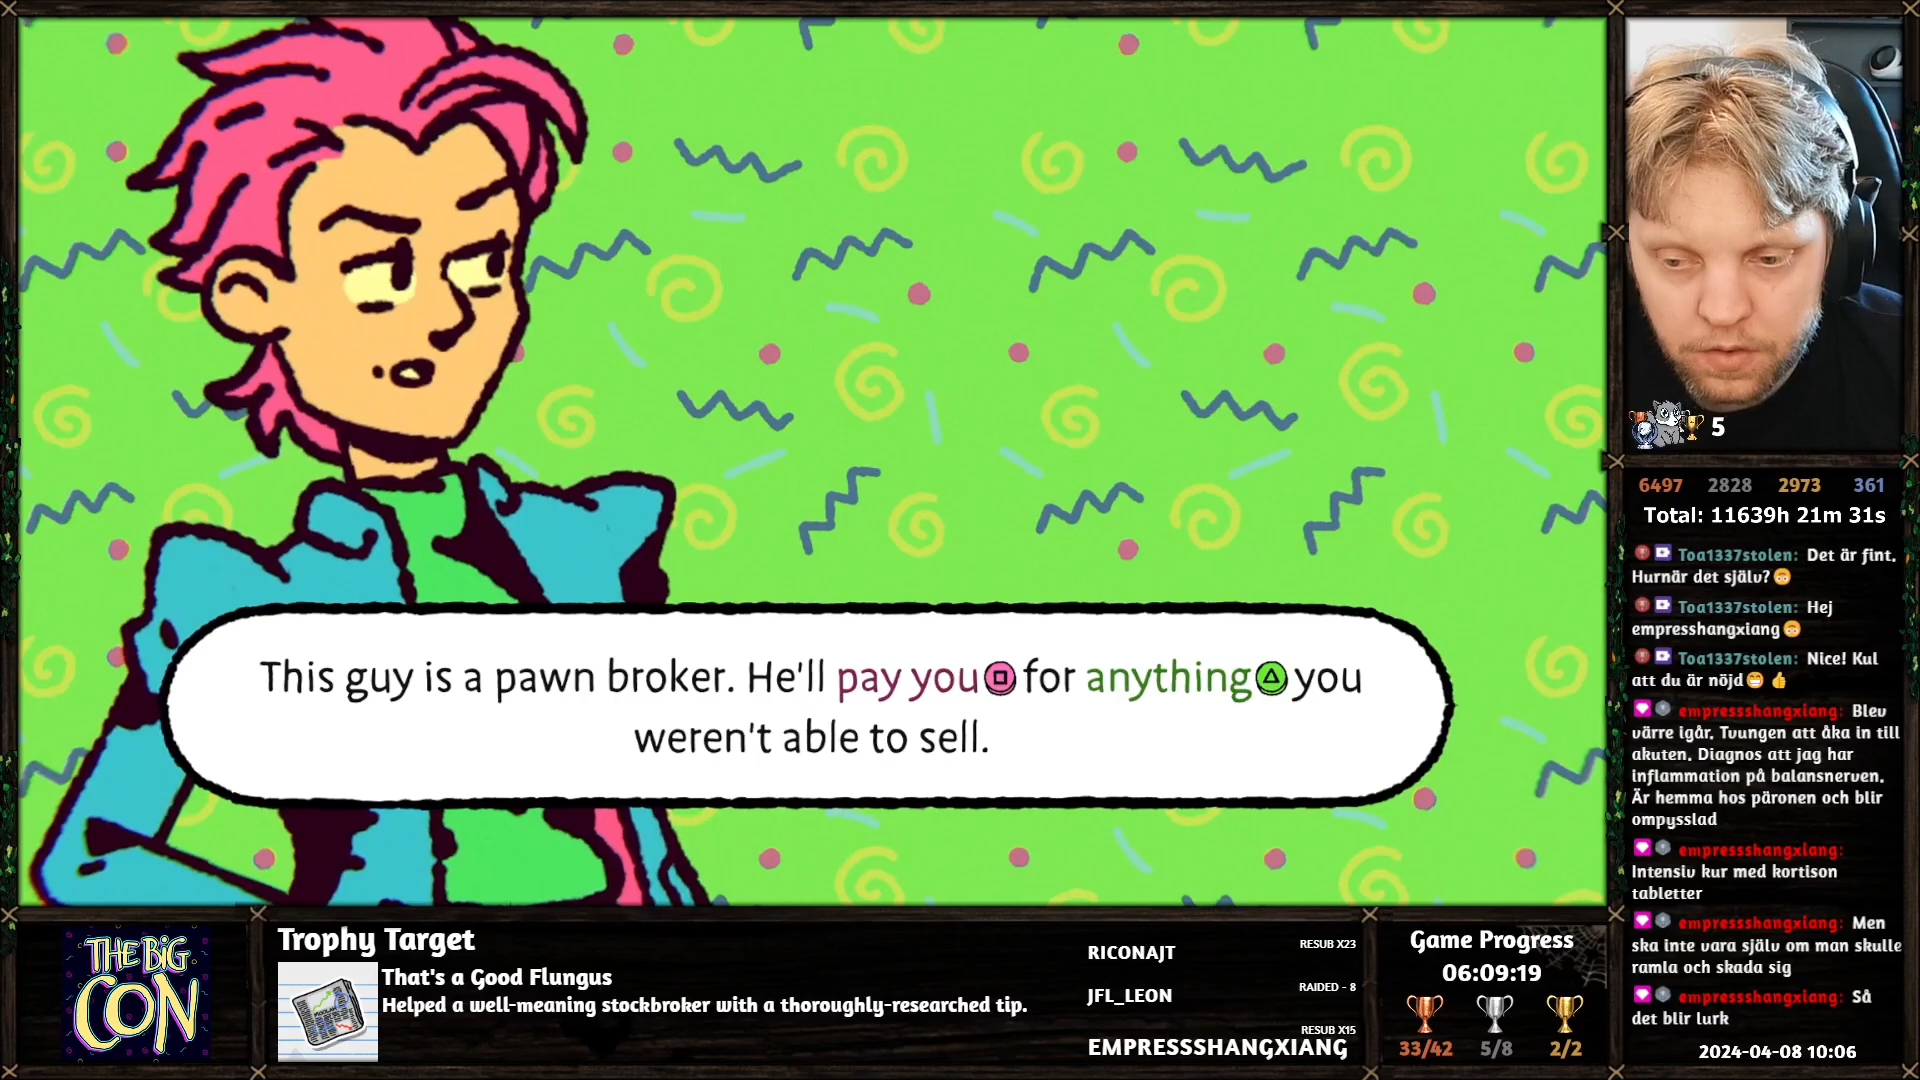 This guy is a pawn broker. He'll pay you for anything you
weren't able to sell.
5
6497 2828 2973 361
Total: 11639h 21m 31s
Toa1337stolen: Det är fint.
Hurnär det själv?
Toa1337stolen: Hej
empresshangxiang
Toa1337stolen: Nice! Kul
att du är nöjd
empressshangxiang: Blev
värre igår. Tvungen att åka in till
akuten. Diagnos att jag har
inflammation på balansnerven.
Är hemma hos päronen och blir
ompysslad
empressshangxiang:
Intensiv kur med kortison
tabletter
empressshangxiang: Men
ska inte vara själv om man skulle
ramla och skada sig
empressshangxiang: Så
det blir lurk
2024-04-08 10:06
THE BIG
CON
Trophy Target
That's a Good Flungus
Helped a well-meaning stockbroker with a thoroughly-researched tip.
RICONAJT RESUB X23
JFL_LEON RAIDED - 8
EMPRESSSHANGXIANG RESUB X15
Game Progress
06:09:19
33/42 5/8 2/2